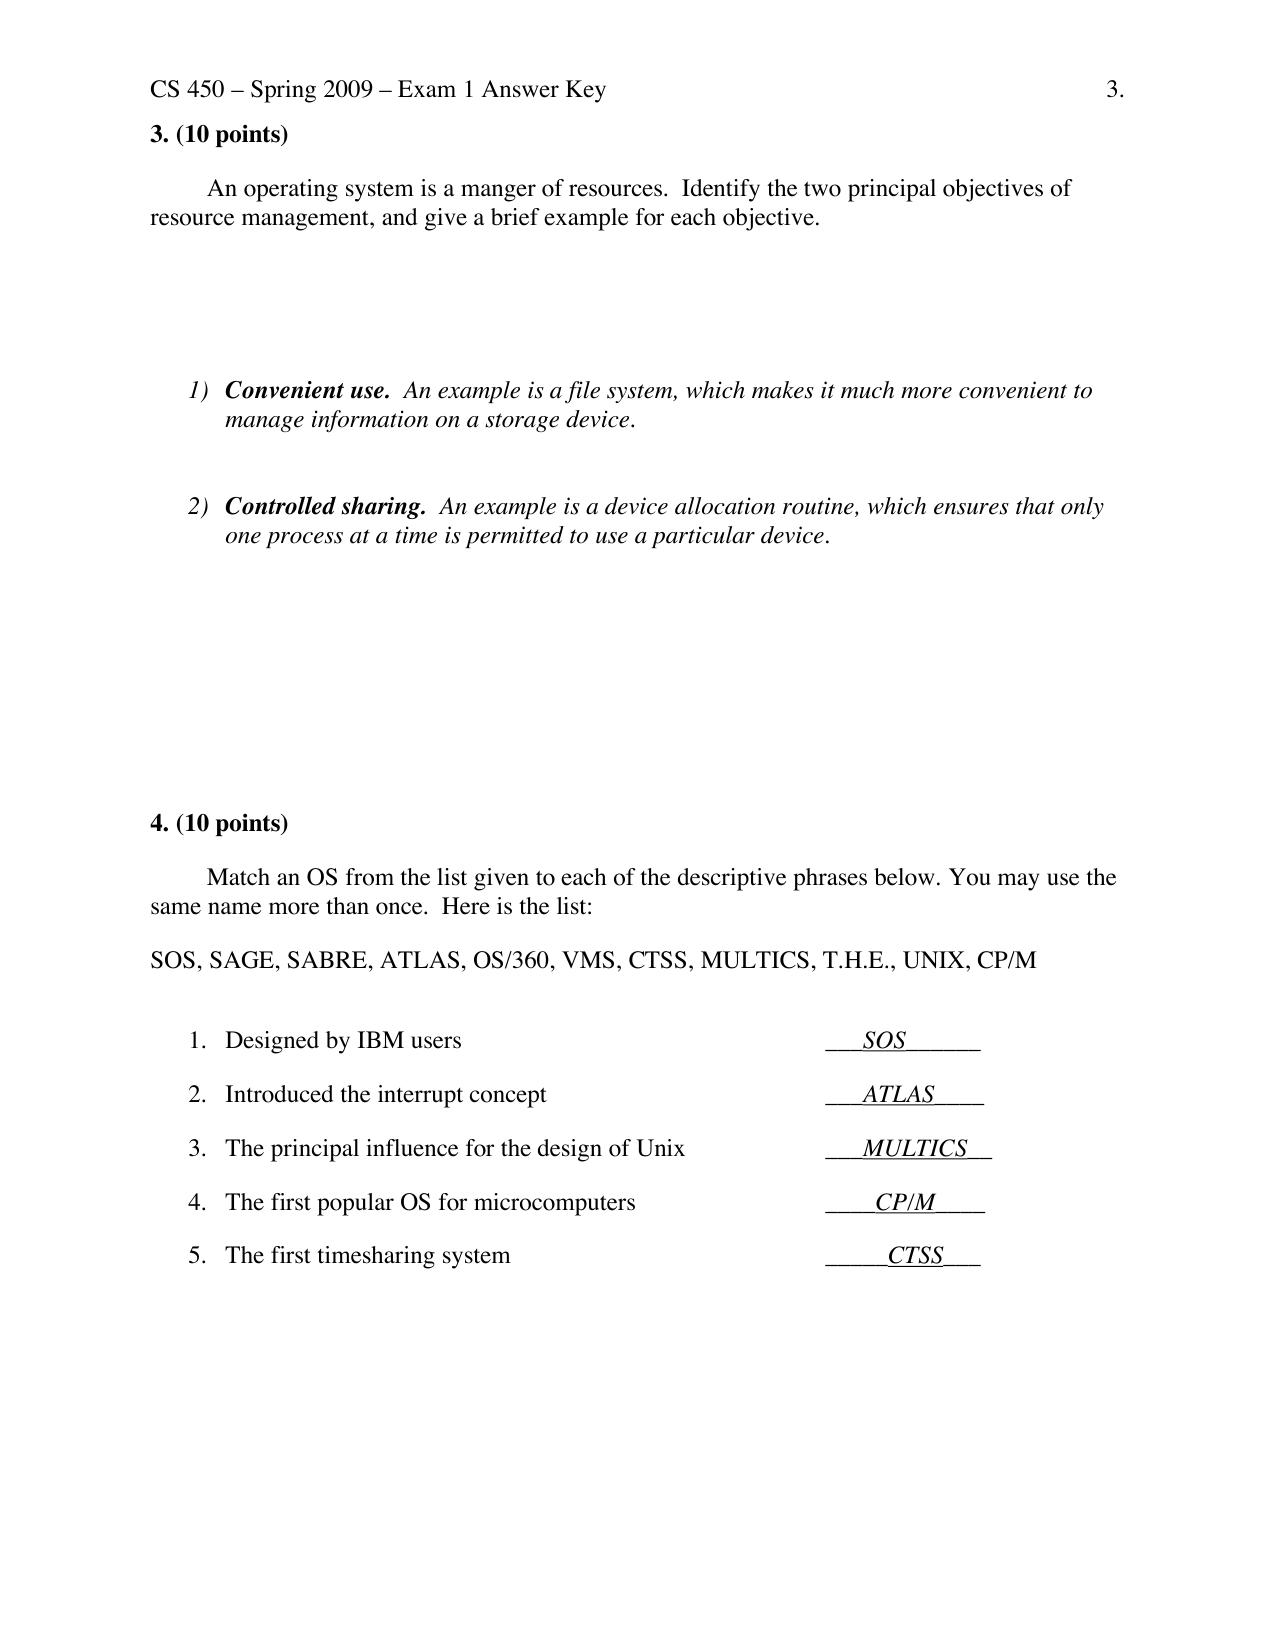 CS 450 – Spring 2009 – Exam 1 Answer Key 3.
3. (10 points)
An operating system is a manger of resources. Identify the two principal objectives of
resource management, and give a brief example for each objective.
1) Convenient use. An example is a file system, which makes it much more convenient to
manage information on a storage device.
2) Controlled sharing. An example is a device allocation routine, which ensures that only
one process at a time is permitted to use a particular device.
4. (10 points)
Match an OS from the list given to each of the descriptive phrases below. You may use the
same name more than once. Here is the list:
SOS, SAGE, SABRE, ATLAS, OS/360, VMS, CTSS, MULTICS, T.H.E., UNIX, CP/M
1. Designed by IBM users ___SOS______
2. Introduced the interrupt concept ___ATLAS____
3. The principal influence for the design of Unix ___MULTICS__
4. The first popular OS for microcomputers ____CP/M____
5. The first timesharing system _____CTSS___